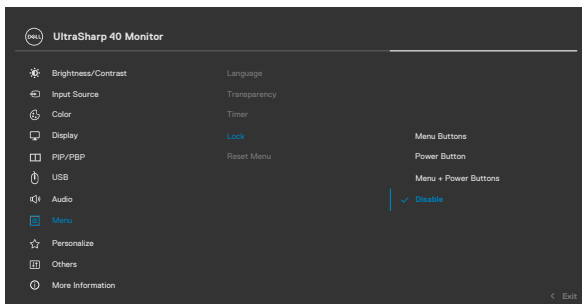 DELL UltraSharp 40 Monitor
Brightness/Contrast Language
Input Source Transparency
Color Timer
Display Lock Menu Buttons
PIP/PBP Reset Menu Power Button
USB Menu + Power Buttons
Audio Disable
Menu
Personalize
Others
More Information
Exit